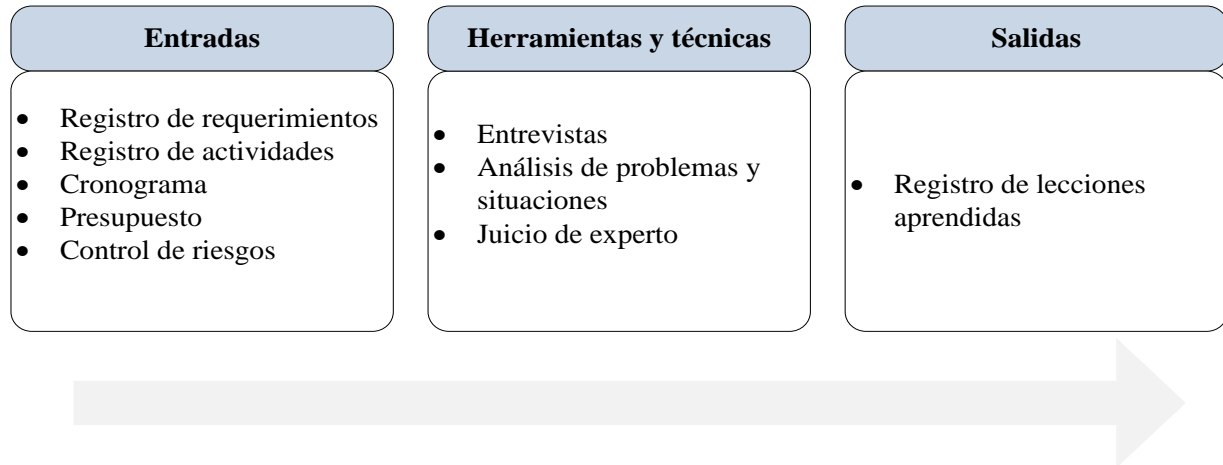 Entradas
• Registro de requerimientos
• Registro de actividades
• Cronograma
• Presupuesto
• Control de riesgos
Herramientas y técnicas
• Entrevistas
• Análisis de problemas y
situaciones
• Juicio de experto
Salidas
• Registro de lecciones
aprendidas